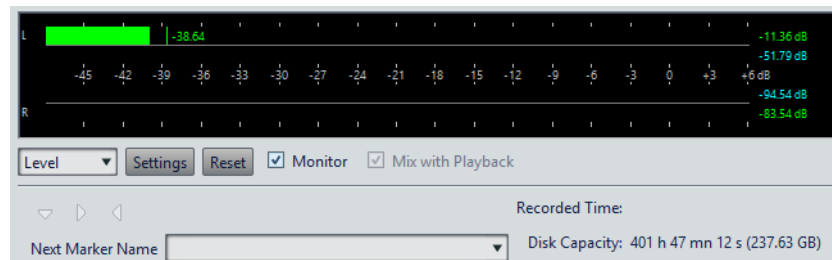 L -38.64 -11.36 dB
-51.79 dB
-45 -42 -39 -36 -33 -30 -27 -24 -21 -18 -15 -12 -9 -6 -3 0 +3 +6 dB
-94.54 dB
R -83.54 dB
Level Settings Reset Monitor Mix with Playback
Recorded Time:
Next Marker Name Disk Capacity: 401 h 47 mn 12 s (237.63 GB)